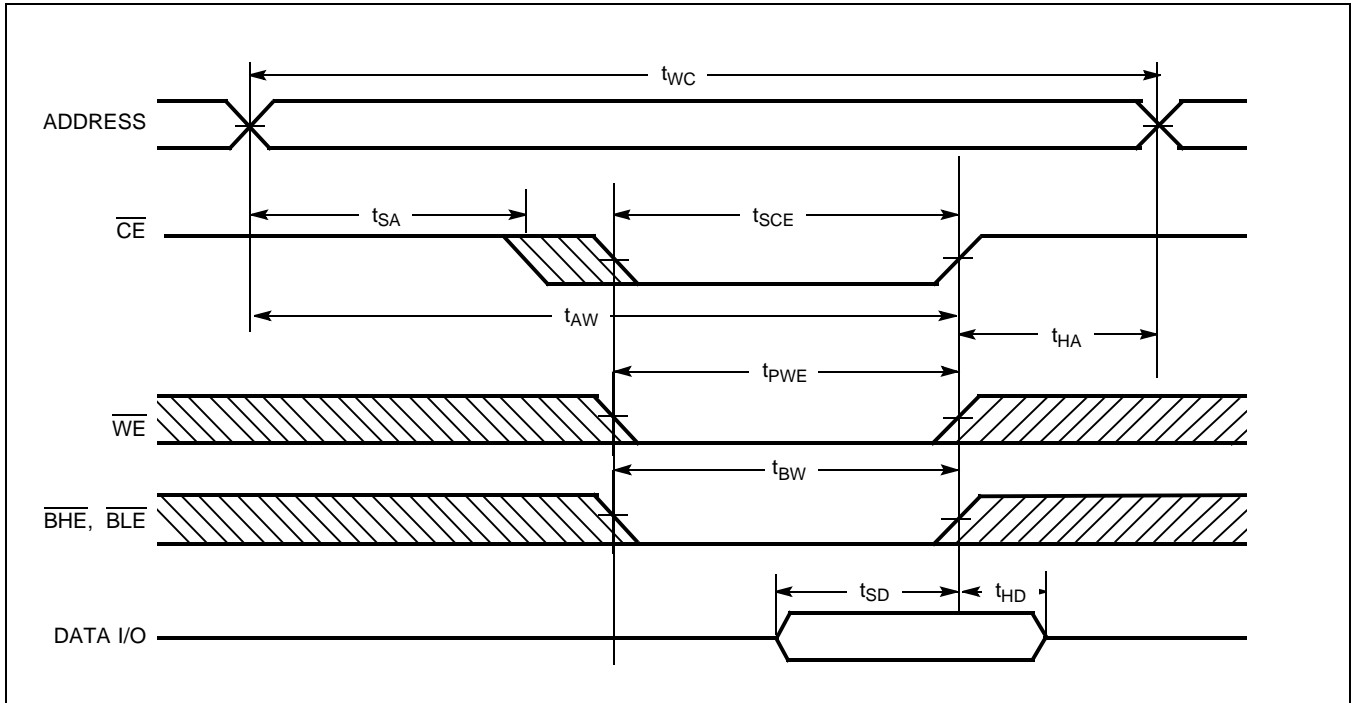 tWC
ADDRESS
tSA
tSCE
CE
tAW
tHA
tPWE
WE
tBW
BHE, BLE
tSD
tHD
DATA I/O